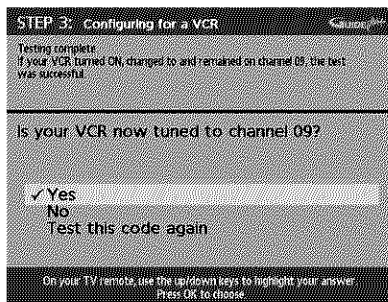 STEP 3: Configuring for a VCR
Testing complete
If your VCR turned ON, changed to and remained on channel 09, the test
was successful.
Is your VCR now tuned to channel 09?
✓ Yes
No
Test this code again
On your TV remote, use the up/down keys to highlight your answer
Press OK to choose